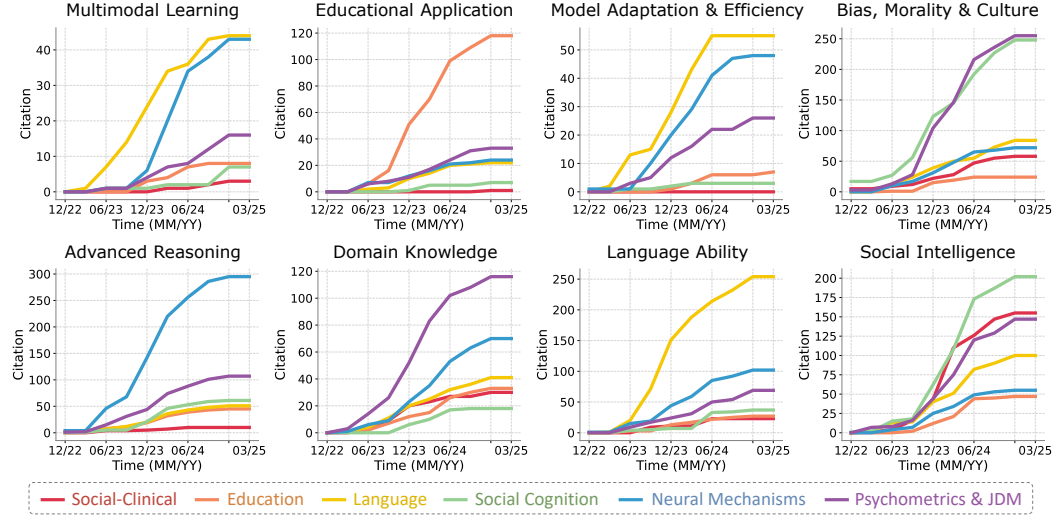 Multimodal Learning
Educational Application
Model Adaptation & Efficiency
Bias, Morality & Culture
Citation
40
30
20
10
0
12/22 06/23 12/23 06/24 03/25
Time (MM/YY)
Citation
120
100
80
60
40
20
0
12/22 06/23 12/23 06/24 03/25
Time (MM/YY)
Citation
50
40
30
20
10
0
12/22 06/23 12/23 06/24 03/25
Time (MM/YY)
Citation
250
200
150
100
50
0
12/22 06/23 12/23 06/24 03/25
Time (MM/YY)
Advanced Reasoning
Domain Knowledge
Language Ability
Social Intelligence
Citation
300
250
200
150
100
50
0
12/22 06/23 12/23 06/24 03/25
Time (MM/YY)
Citation
120
100
80
60
40
20
0
12/22 06/23 12/23 06/24 03/25
Time (MM/YY)
Citation
250
200
150
100
50
0
12/22 06/23 12/23 06/24 03/25
Time (MM/YY)
Citation
200
175
150
125
100
75
50
25
0
12/22 06/23 12/23 06/24 03/25
Time (MM/YY)
Social-Clinical Education Language Social Cognition Neural Mechanisms Psychometrics & JDM